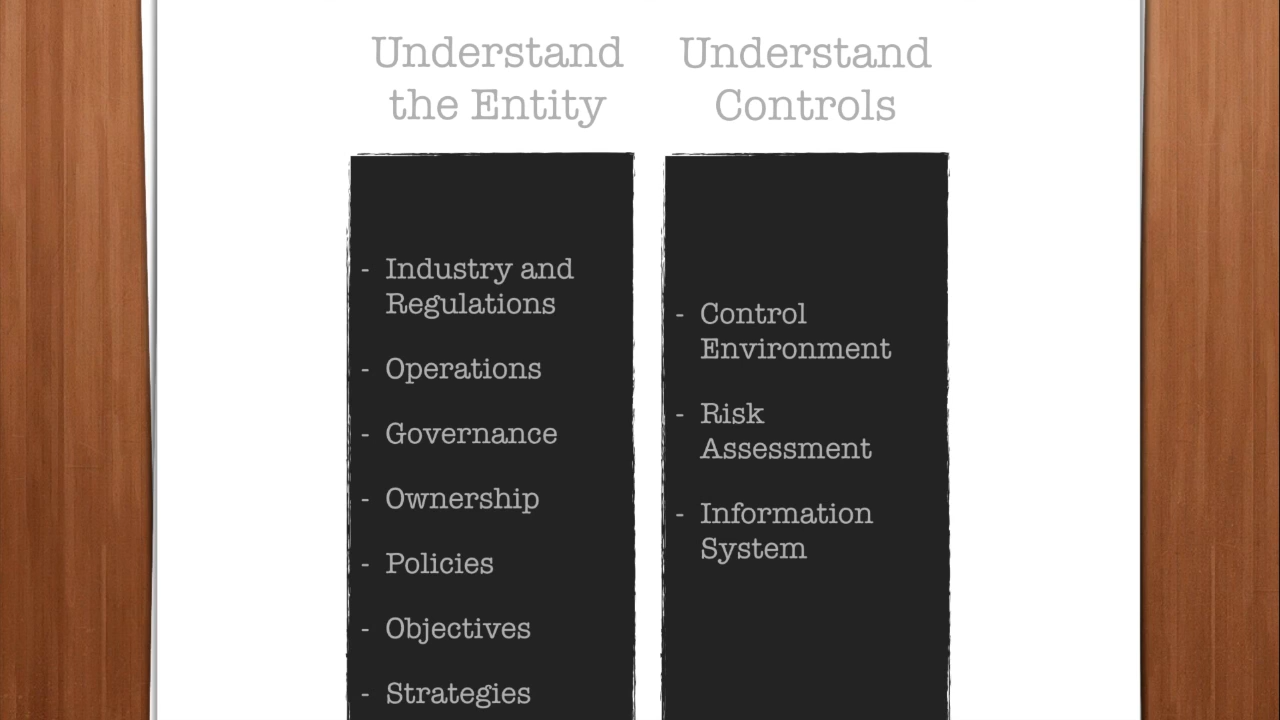 Understand
the Entity
- Industry and
Regulations
- Operations
- Governance
- Ownership
- Policies
- Objectives
- Strategies
Understand
Controls
- Control
Environment
- Risk
Assessment
- Information
System